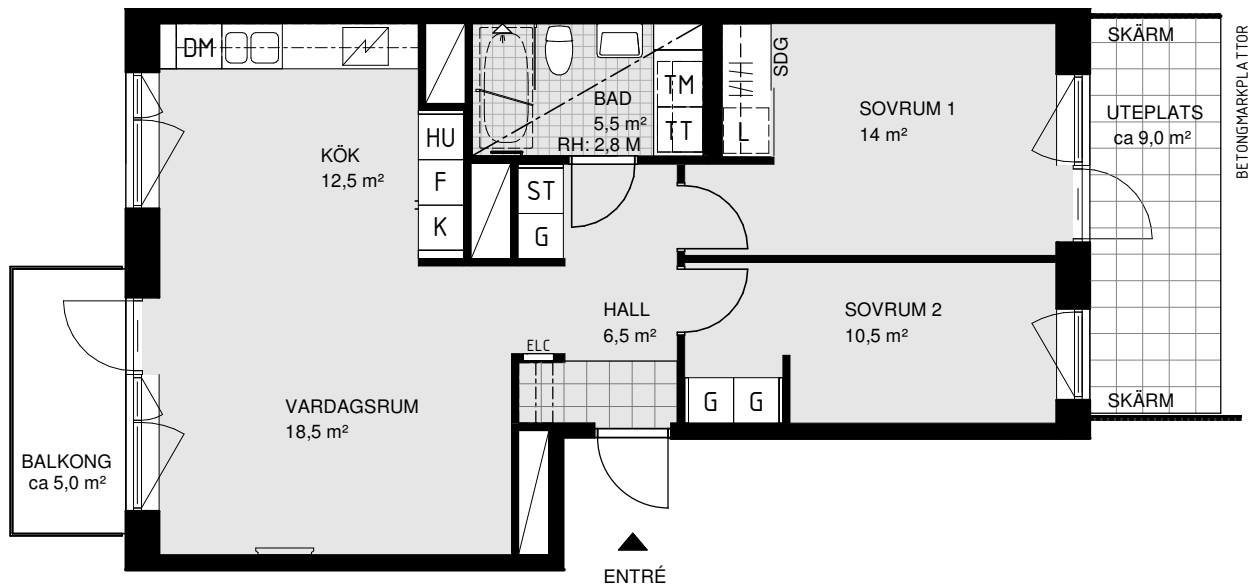 DM
KÖK
12,5 m²
HU
F
K
BAD
5,5 m²
RH: 2,8 M
TM
TT
ST
G
SDG
L
SOVRUM 1
14 m²
SKÄRM
UTEPLATS
ca 9,0 m²
SKÄRM
BETONGMARKPLATTOR
HALL
6,5 m²
ELC
SOVRUM 2
10,5 m²
G
G
VARDAGSRUM
18,5 m²
BALKONG
ca 5,0 m²
ENTRÉ